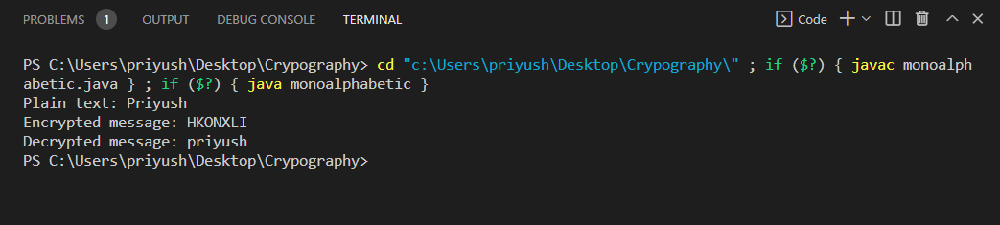 PROBLEMS 1 OUTPUT DEBUG CONSOLE TERMINAL Code
PS C:\Users\priyush\Desktop\Crypography> cd "c:\Users\priyush\Desktop\Crypography\" ; if ($?) { javac monoalph
abetic.java } ; if ($?) { java monoalphabetic }
Plain text: Priyush
Encrypted message: HKONXLI
Decrypted message: priyush
PS C:\Users\priyush\Desktop\Crypography>